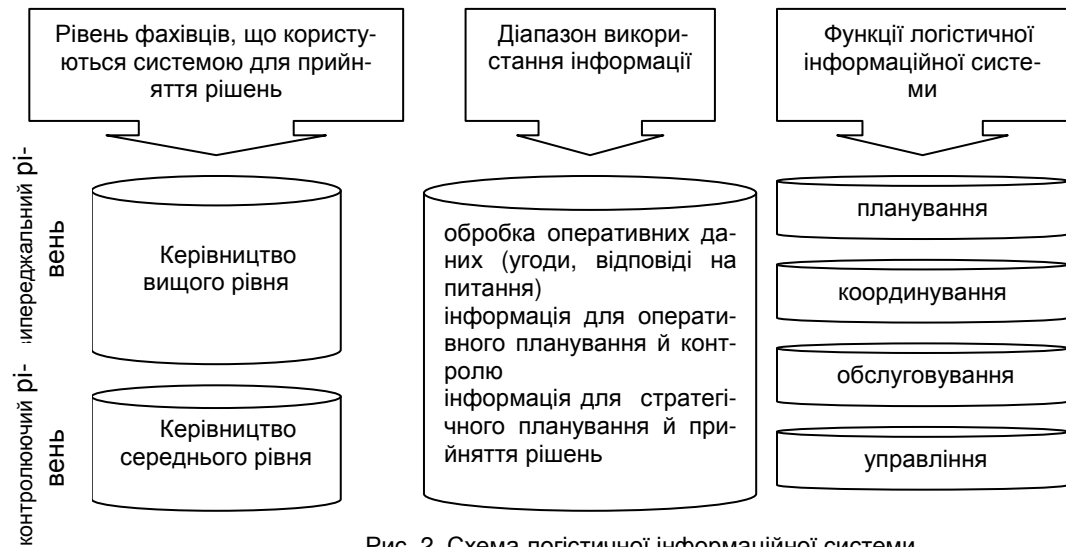 Рівень фахівців, що користу-
ються системою для прийн-
яття рішень
Діапазон викори-
стання інформації
Функції логістичної
інформаційної систе-
ми
рі-
вень
Керівництво
вищого рівня
контролюючий рі-
вень
Керівництво
середнього рівня
обробка оперативних да-
них (угоди, відповіді на
питання)
інформація для операти-
вного планування й конт-
ролю
інформація для стратегі-
чного планування й при-
йняття рішень
планування
координування
обслуговування
управління
Рис. 2. Схема логістичної інформаційної системи